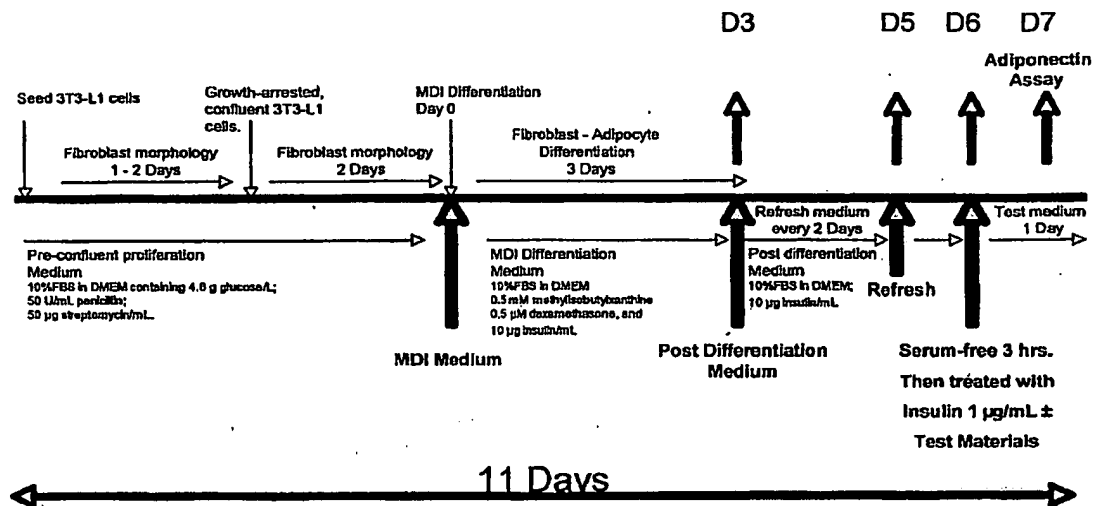 D3 D5 D6 D7
Adiponectin
Assay
Seed 3T3-L1 cells
Growth-arrested,
confluent 3T3-L1
cells.
MDI Differentiation
Day 0
Fibroblast morphology
1 - 2 Days
Fibroblast morphology
2 Days
Fibroblast - Adipocyte
Differentiation
3 Days
Refresh medium
every 2 Days
Test medium
1 Day
Pre-confluent proliferation
Medium
10%FBS in DMEM containing 4.6 g glucose/L;
50 U/mL penicillin;
50 µg streptomycin/mL.
MDI Differentiation
Medium
10%FBS in DMEM
0.5 mM methylisobutylxanthine
0.5 µM dexamethasone, and
10 µg insulin/mL
Post differentiation
Medium
10%FBS in DMEM;
10 µg insulin/mL
Refresh
MDI Medium
Post Differentiation
Medium
Serum-free 3 hrs.
Then treated with
Insulin 1 µg/mL ±
Test Materials
11 Days